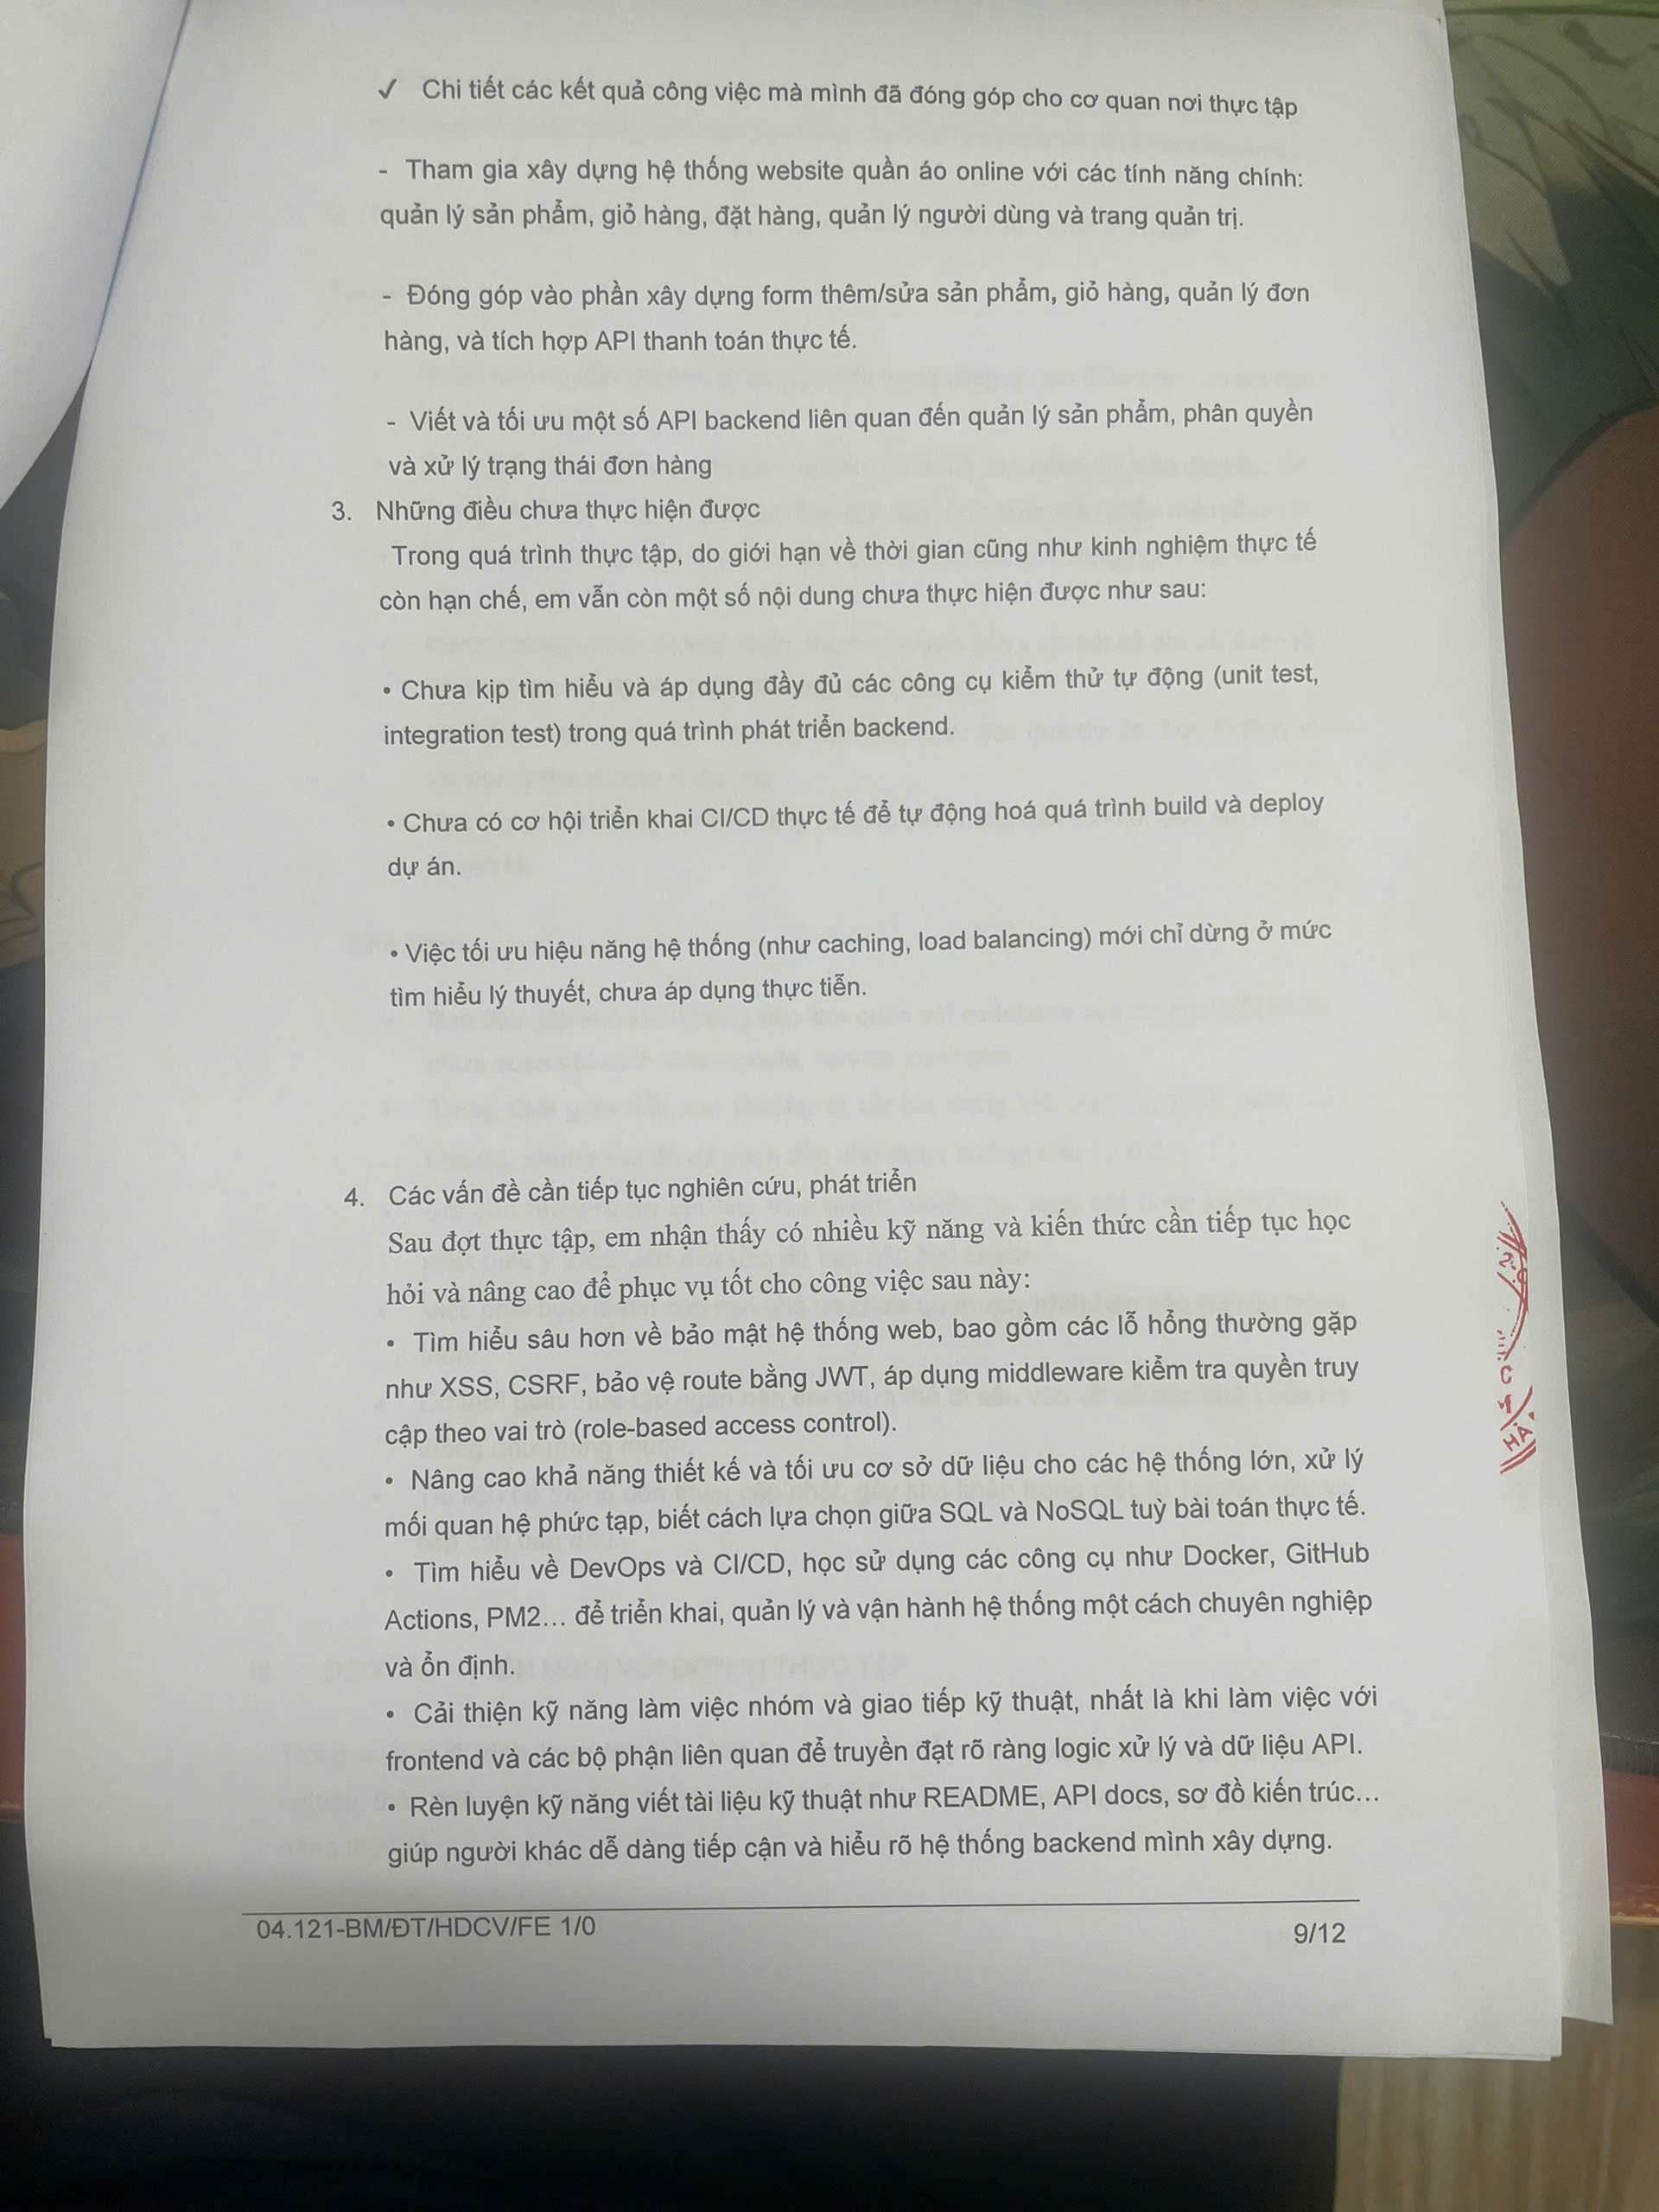 ✓ Chi tiết các kết quả công việc mà mình đã đóng góp cho cơ quan nơi thực tập
- Tham gia xây dựng hệ thống website quần áo online với các tính năng chính:
quản lý sản phẩm, giỏ hàng, đặt hàng, quản lý người dùng và trang quản trị.
- Đóng góp vào phần xây dựng form thêm/sửa sản phẩm, giỏ hàng, quản lý đơn
hàng, và tích hợp API thanh toán thực tế.
- Viết và tối ưu một số API backend liên quan đến quản lý sản phẩm, phân quyền
và xử lý trạng thái đơn hàng
3. Những điều chưa thực hiện được
Trong quá trình thực tập, do giới hạn về thời gian cũng như kinh nghiệm thực tế
còn hạn chế, em vẫn còn một số nội dung chưa thực hiện được như sau:
• Chưa kịp tìm hiểu và áp dụng đầy đủ các công cụ kiểm thử tự động (unit test,
integration test) trong quá trình phát triển backend.
• Chưa có cơ hội triển khai CI/CD thực tế để tự động hoá quá trình build và deploy
dự án.
• Việc tối ưu hiệu năng hệ thống (như caching, load balancing) mới chỉ dừng ở mức
tìm hiểu lý thuyết, chưa áp dụng thực tiễn.
4. Các vấn đề cần tiếp tục nghiên cứu, phát triển
Sau đợt thực tập, em nhận thấy có nhiều kỹ năng và kiến thức cần tiếp tục học
hỏi và nâng cao để phục vụ tốt cho công việc sau này:
• Tìm hiểu sâu hơn về bảo mật hệ thống web, bao gồm các lỗ hổng thường gặp
như XSS, CSRF, bảo vệ route bằng JWT, áp dụng middleware kiểm tra quyền truy
cập theo vai trò (role-based access control).
• Nâng cao khả năng thiết kế và tối ưu cơ sở dữ liệu cho các hệ thống lớn, xử lý
mối quan hệ phức tạp, biết cách lựa chọn giữa SQL và NoSQL tuỳ bài toán thực tế.
• Tìm hiểu về DevOps và CI/CD, học sử dụng các công cụ như Docker, GitHub
Actions, PM2… để triển khai, quản lý và vận hành hệ thống một cách chuyên nghiệp
và ổn định.
• Cải thiện kỹ năng làm việc nhóm và giao tiếp kỹ thuật, nhất là khi làm việc với
frontend và các bộ phận liên quan để truyền đạt rõ ràng logic xử lý và dữ liệu API.
• Rèn luyện kỹ năng viết tài liệu kỹ thuật như README, API docs, sơ đồ kiến trúc…
giúp người khác dễ dàng tiếp cận và hiểu rõ hệ thống backend mình xây dựng.
04.121-BM/ĐT/HDCV/FE 1/0
9/12